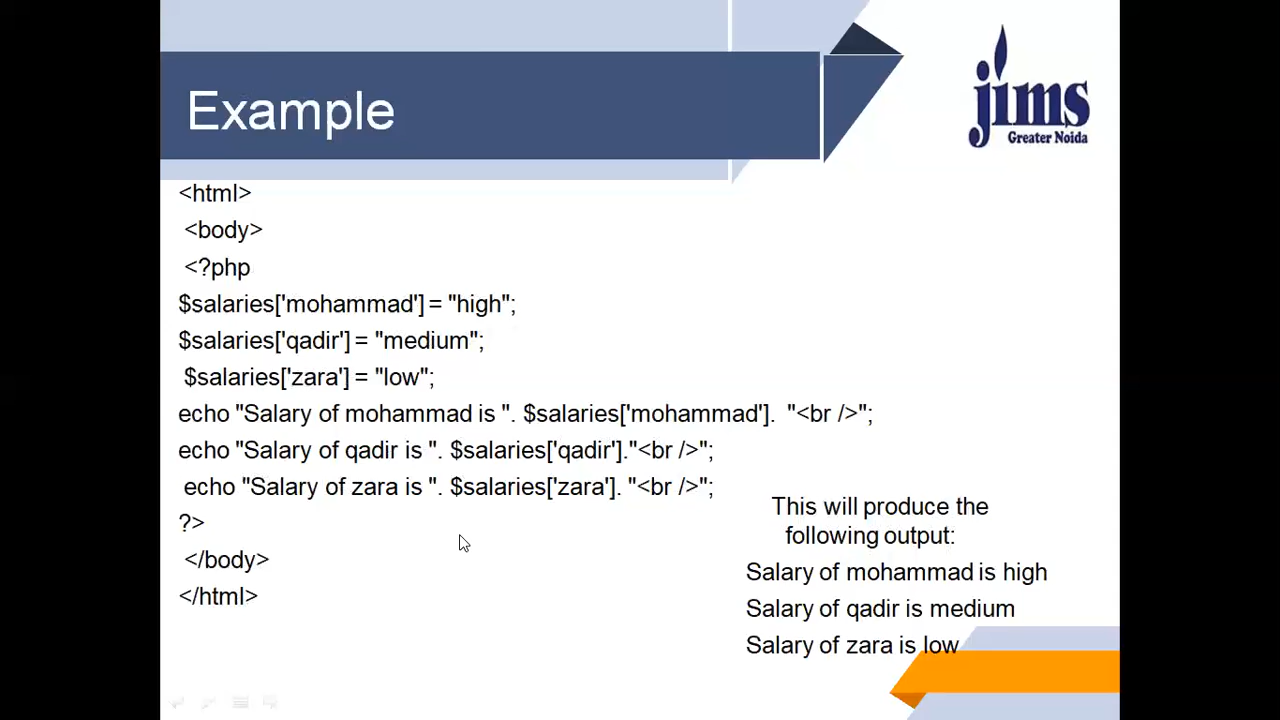 Example
jims
Greater Noida
<html>
<body>
<?php
$salaries['mohammad'] = "high";
$salaries['qadir'] = "medium";
$salaries['zara'] = "low";
echo "Salary of mohammad is ". $salaries['mohammad']. "<br />";
echo "Salary of qadir is ". $salaries['qadir']."<br />";
echo "Salary of zara is ". $salaries['zara']. "<br />";
?>
</body>
</html>
This will produce the
following output:
Salary of mohammad is high
Salary of qadir is medium
Salary of zara is low